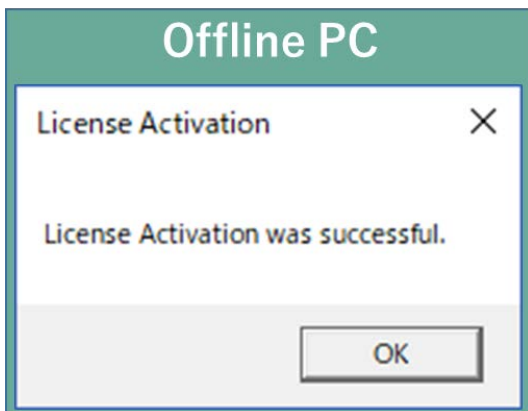 Offline PC
License Activation
License Activation was successful.
OK